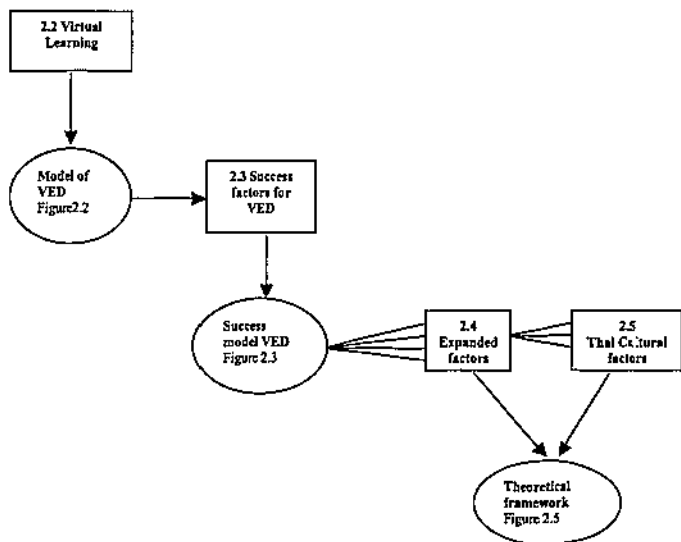 2.2 Virtual
Learning
Model of
VED
Figure2.2
2.3 Success
factors for
VED
Success
model VED
Figure 2.3
2.4
Expanded
factors
2.5
Thai Cultural
factors
Theoretical
framework
Figure 2.5